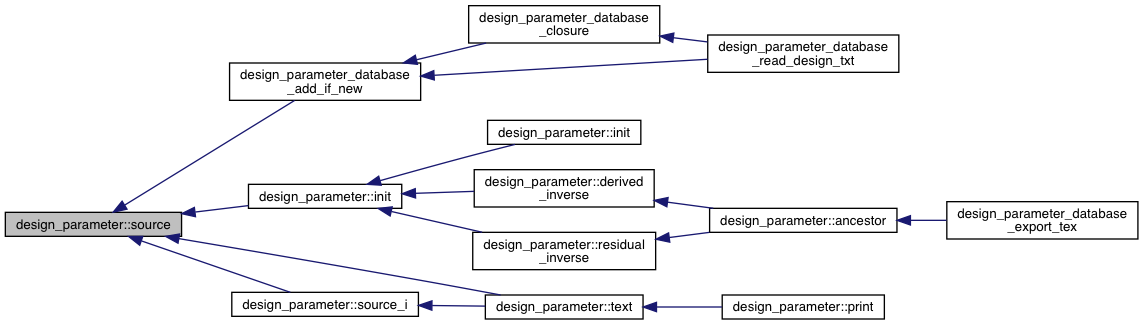 design_parameter_database
_closure
design_parameter_database
_read_design_txt
design_parameter_database
_add_if_new
design_parameter::init
design_parameter::derived
_inverse
design_parameter::init
design_parameter::source
design_parameter::ancestor
design_parameter_database
_export_tex
design_parameter::residual
_inverse
design_parameter::source_i
design_parameter::text
design_parameter::print